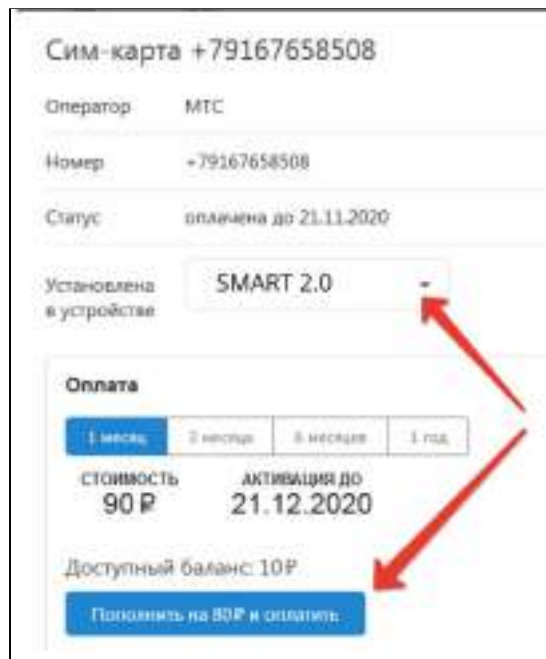 Сим-карта +79167658508
Оператор МТС
Номер +79167658508
Статус оплачена до 21.11.2020
Установлена
в устройстве
SMART 2.0
Оплата
1 месяц 3 месяца 6 месяцев 1 год
СТОИМОСТЬ АКТИВАЦИЯ ДО
90 ₽ 21.12.2020
Доступный баланс: 10 ₽
Пополнить на 80₽ и оплатить